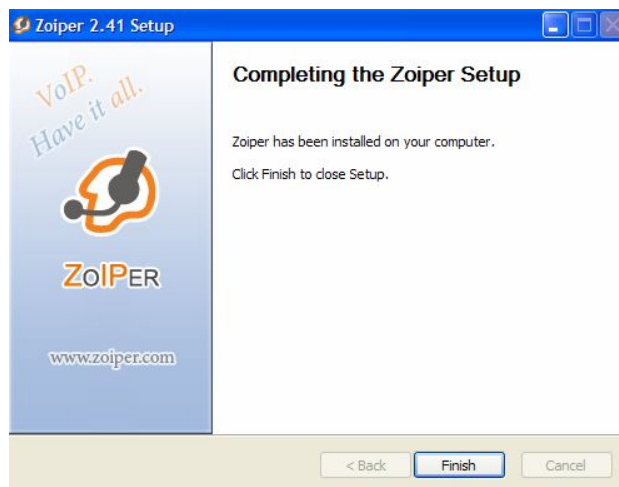 Zoiper 2.41 Setup
VoIP.
Have it all.
ZoIPER
www.zoiper.com
Completing the Zoiper Setup
Zoiper has been installed on your computer.
Click Finish to close Setup.
< Back
Finish
Cancel